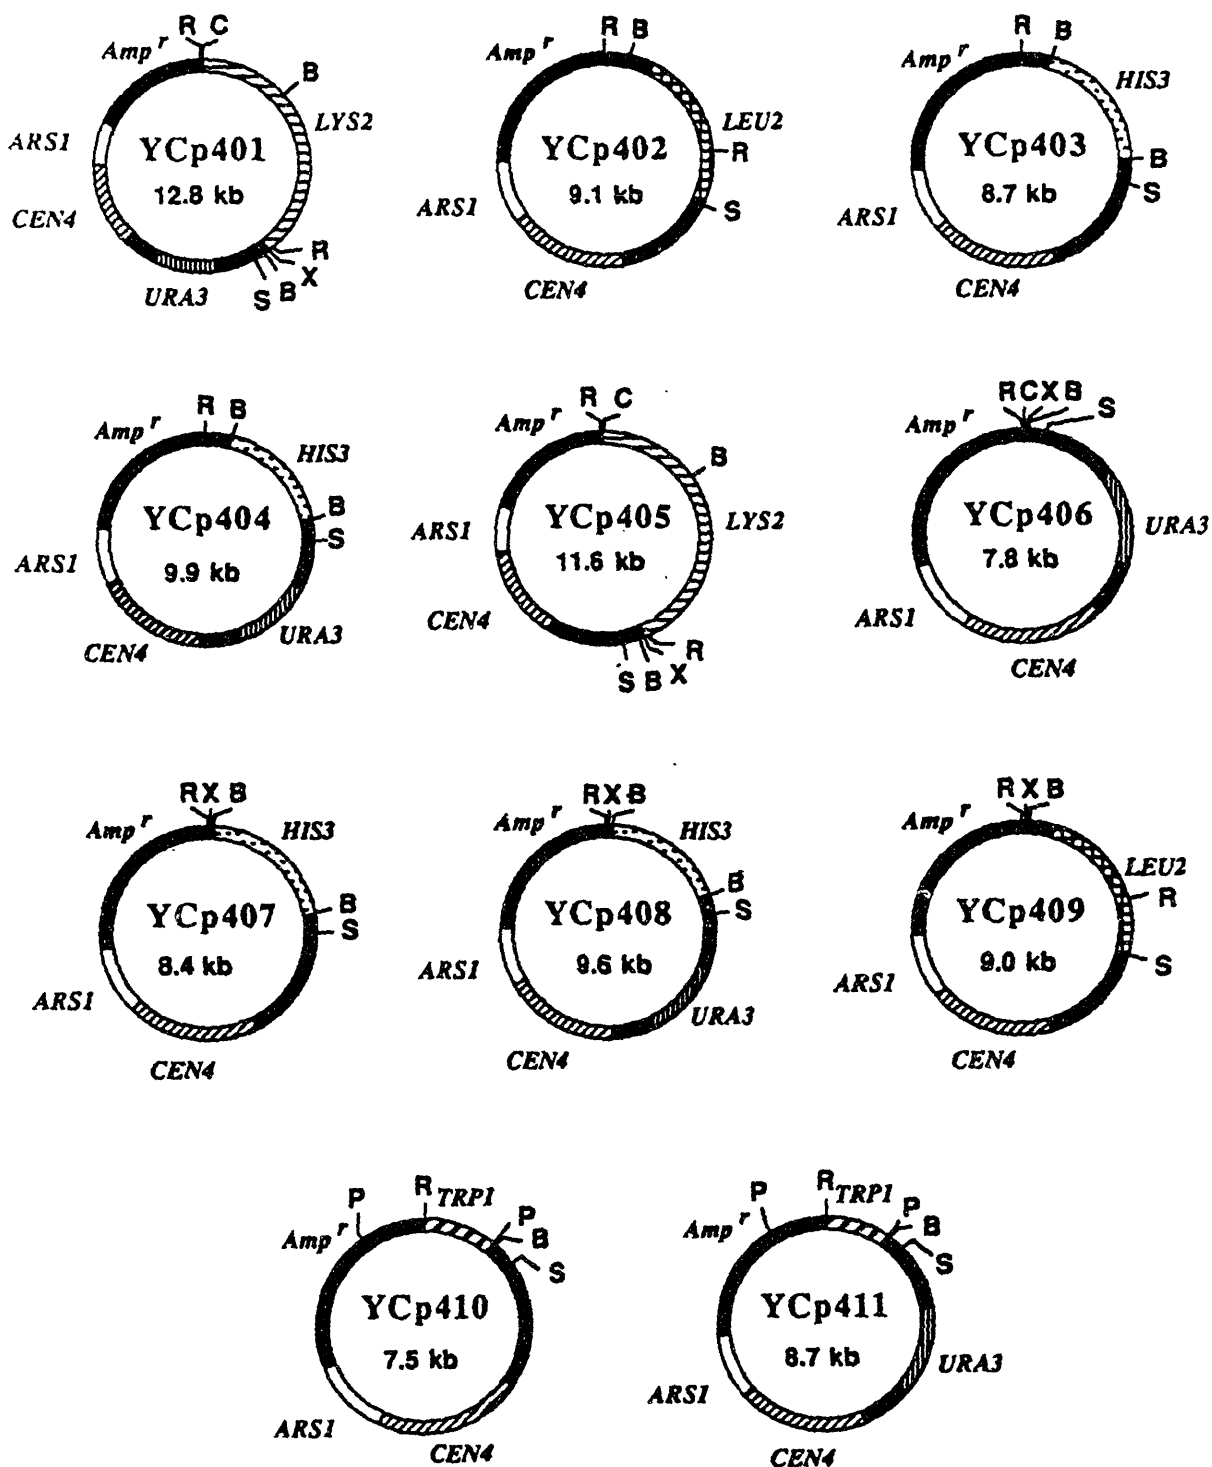 R C
Amp r
B
LYS2
ARS1
YCp401
12.8 kb
CEN4
R
X
B
S
URA3
R B
Amp r
LEU2
YCp402
R
9.1 kb
ARS1
S
CEN4
R B
Amp r
HIS3
YCp403
B
8.7 kb
S
ARS1
CEN4
R B
Amp r
HIS3
B
YCp404
S
ARS1
9.9 kb
URA3
CEN4
R C
Amp r
B
ARS1
YCp405
LYS2
11.6 kb
CEN4
R
S B X
R C X B
S
Amp r
YCp406
URA3
7.8 kb
ARS1
CEN4
R X B
Amp r
HIS3
B
YCp407
S
8.4 kb
ARS1
CEN4
R X B
Amp r
HIS3
B
YCp408
S
ARS1
9.6 kb
URA3
CEN4
R X B
Amp r
LEU2
R
YCp409
9.0 kb
S
ARS1
CEN4
P
R TRP1
P
Amp r
B
S
YCp410
7.5 kb
ARS1
CEN4
P
R TRP1
P
Amp r
B
S
YCp411
8.7 kb
URA3
ARS1
CEN4